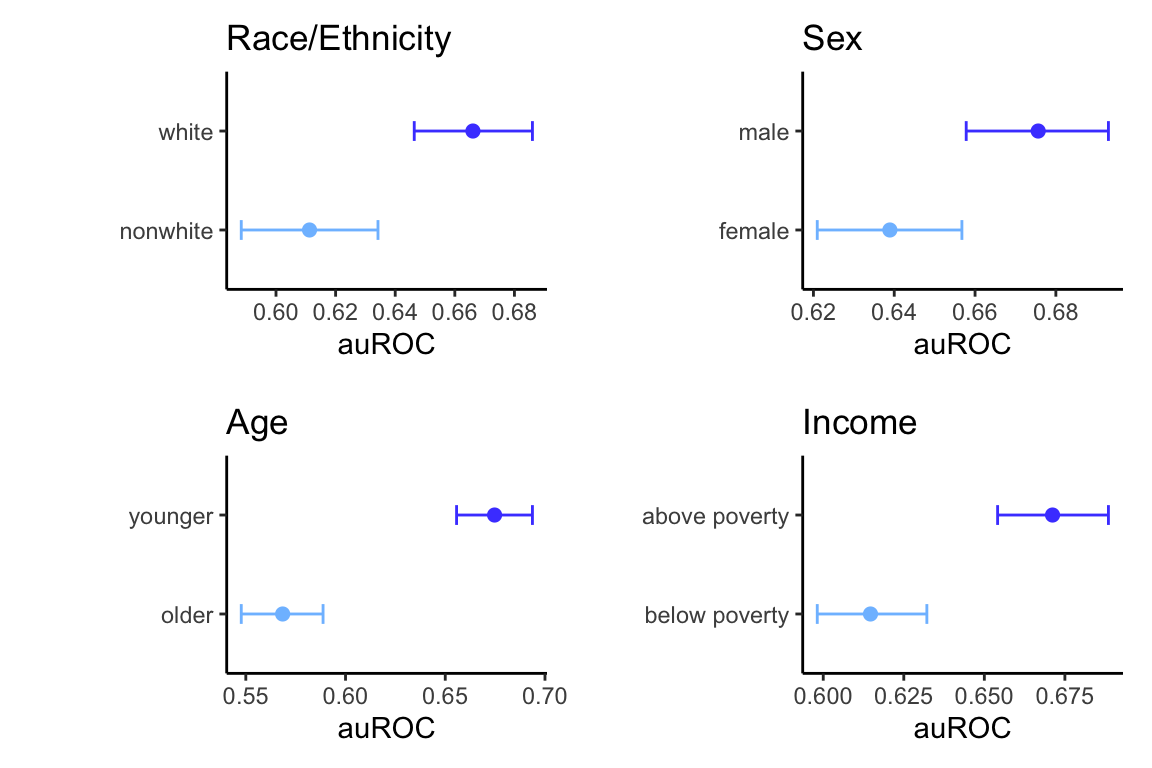 Race/Ethnicity
white
nonwhite
0.60 0.62 0.64 0.66 0.68
auROC
Sex
male
female
0.62 0.64 0.66 0.68
auROC
Age
younger
older
0.55 0.60 0.65 0.70
auROC
Income
above poverty
below poverty
0.600 0.625 0.650 0.675
auROC